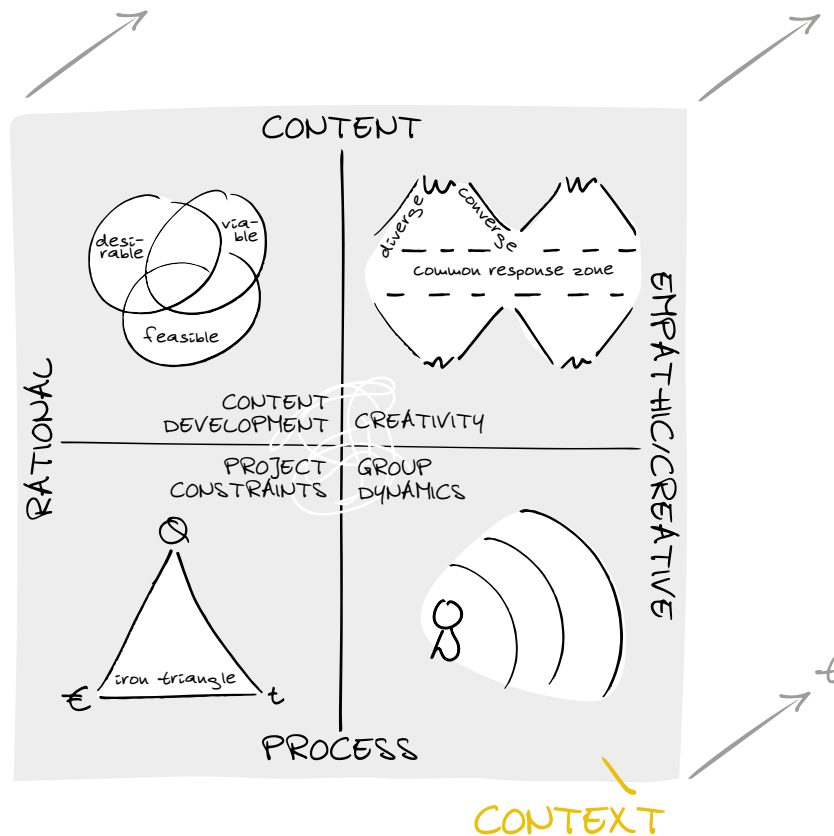 CONTENT
desi-
rable
via-
ble
feasible
diverge
converge
common response zone
RATIONAL
EMPATHIC/CREATIVE
CONTENT
DEVELOPMENT
CREATIVITY
PROJECT
CONSTRAINTS
GROUP
DYNAMICS
Q
iron triangle
€
t
t
PROCESS
CONTEXT